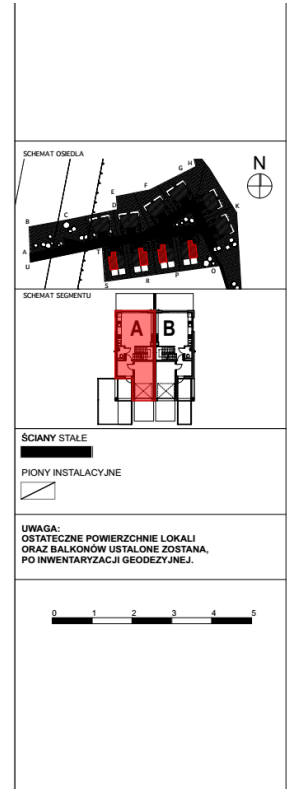 SCHEMAT OSIEDLA
N
H
G
F
E
D
C
K
B
A
U
T
S
R
P
O
SCHEMAT SEGMENTU
A B
ŚCIANY STAŁE
PIONY INSTALACYJNE
UWAGA:
OSTATECZNE POWIERZCHNIE LOKALI
ORAZ BALKONÓW USTALONE ZOSTANA,
PO INWENTARYZACJI GEODEZYJNEJ.
0 1 2 3 4 5